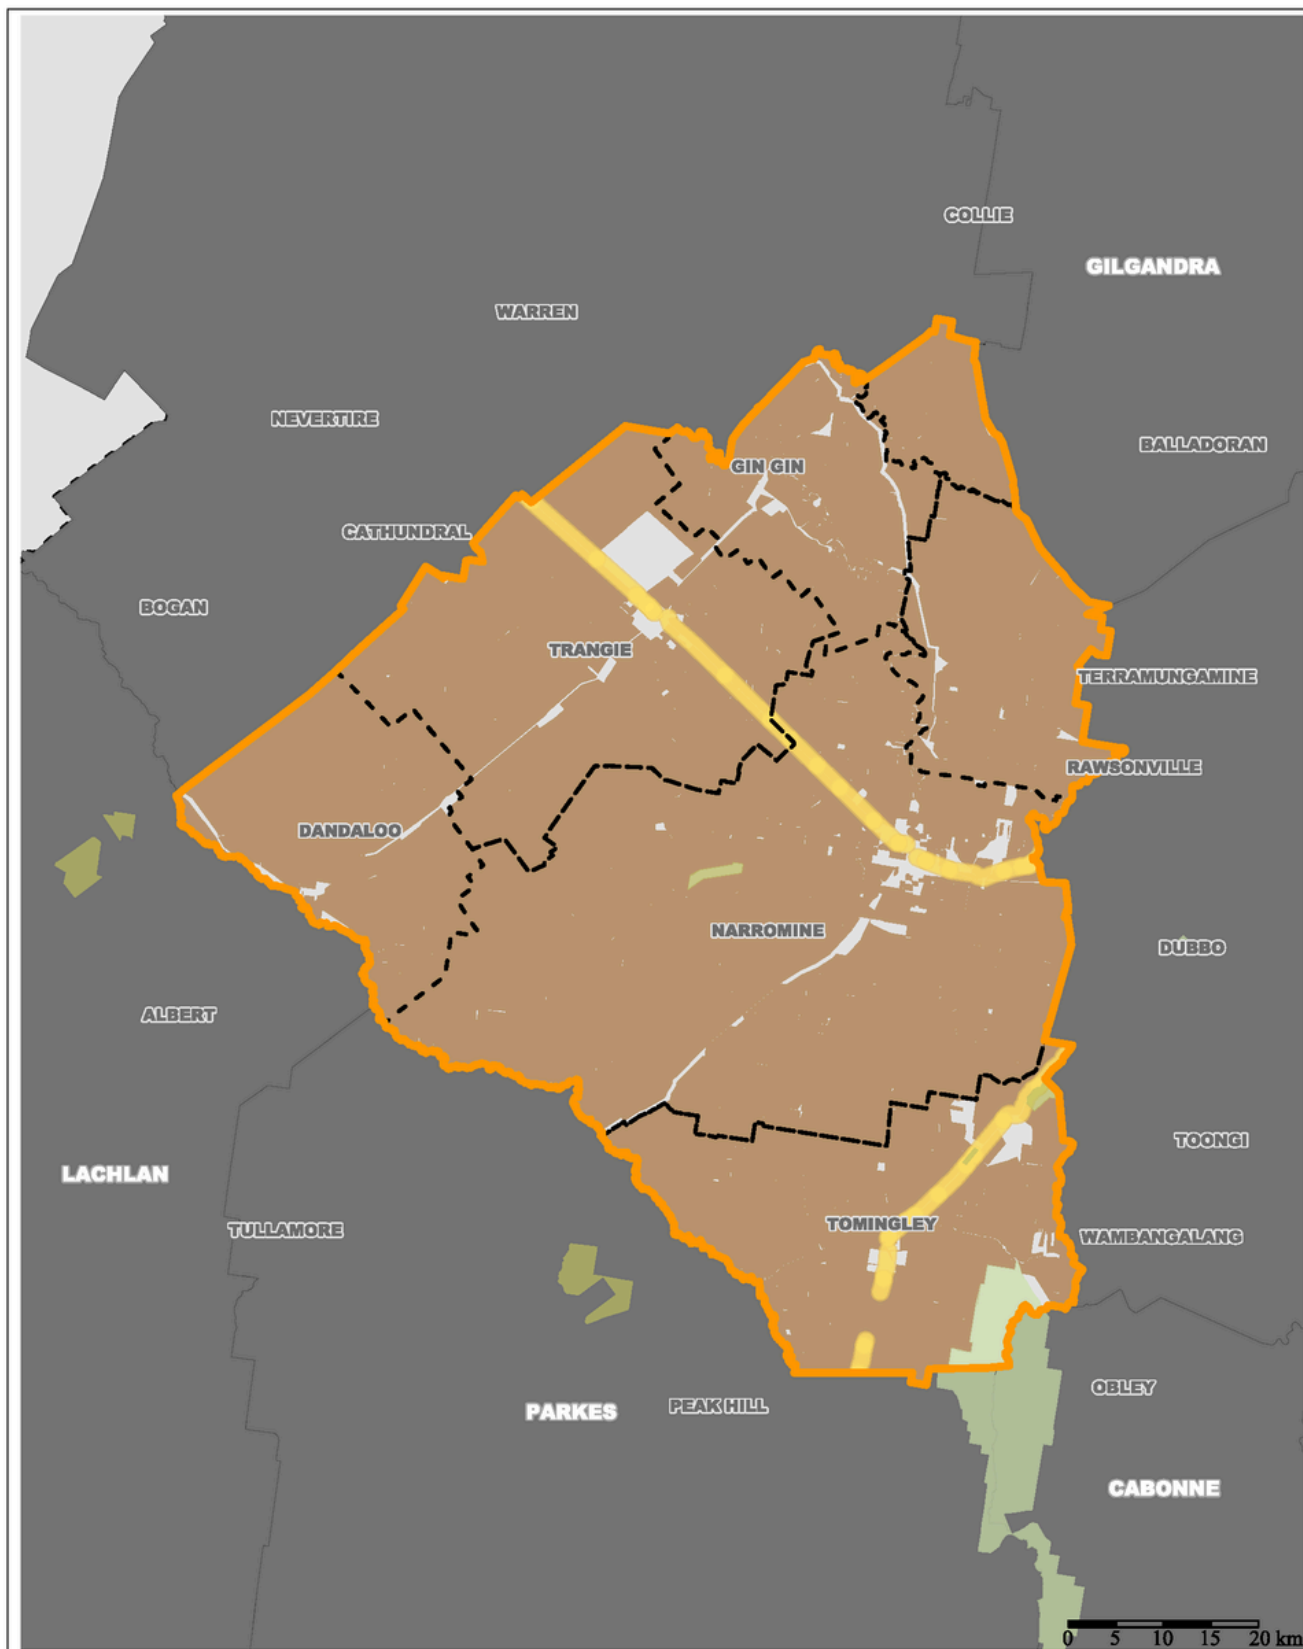 COLLIE
GILGANDRA
WARREN
NEVERTIRE
BALLADORAN
GIN GIN
CATHUNDRAL
BOGAN
TRANGIE
TERRAMUNGAMINE
RAWSONVILLE
DANDALOO
NARROMINE
DUBBO
ALBERT
TOONGI
LACHLAN
TOMINGLEY
TULLAMORE
WAMBANGALANG
OBLEY
PEAK HILL
PARKES
CABONNE
0 5 10 15 20 km